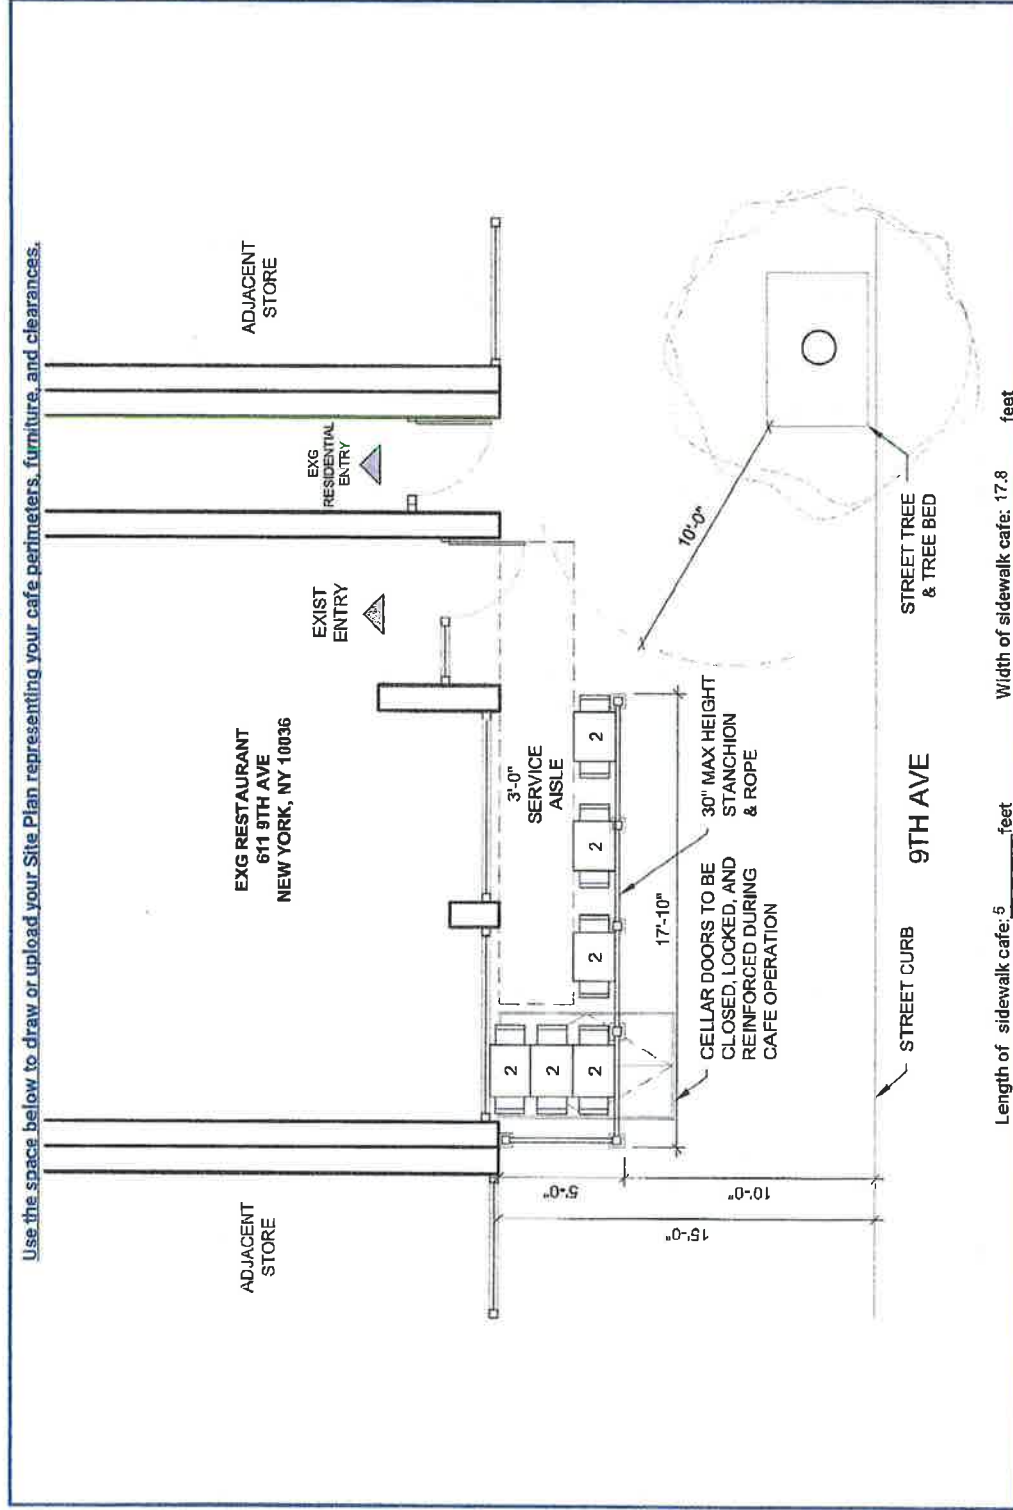 Use the space below to draw or upload your Site Plan representing your cafe perimeters, furniture, and clearances.
ADJACENT
STORE
EXG RESTAURANT
611 9TH AVE
NEW YORK, NY 10036
EXIST
ENTRY
EXG
RESIDENTIAL
ENTRY
ADJACENT
STORE
3'-0"
SERVICE
AISLE
2
2
2
2
2
2
5'-0"
10'-0"
15'-0"
17'-10"
10'-0"
CELLAR DOORS TO BE
CLOSED, LOCKED, AND
REINFORCED DURING
CAFE OPERATION
30" MAX HEIGHT
STANCHION
& ROPE
STREET TREE
& TREE BED
STREET CURB
9TH AVE
Length of sidewalk cafe: 5 feet Width of sidewalk cafe: 17.8 feet